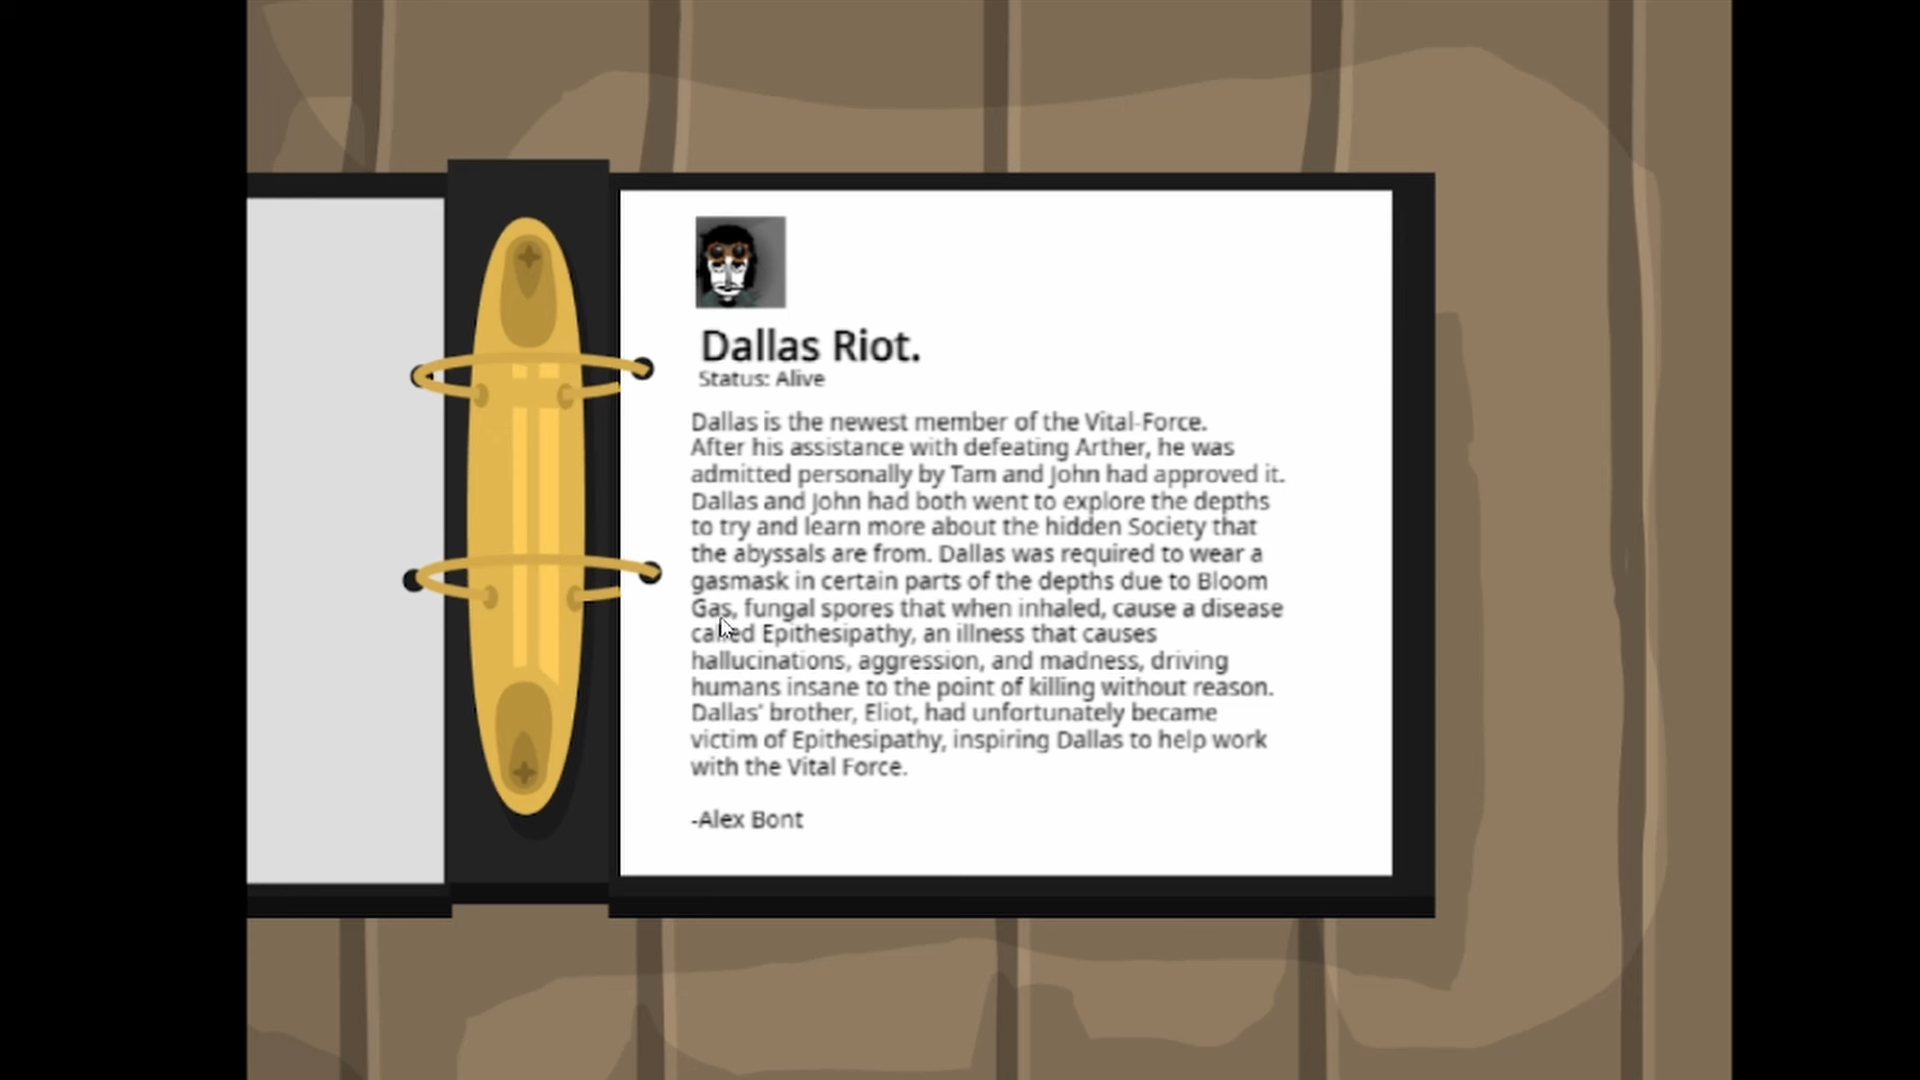 Dallas Riot.
Status: Alive
Dallas is the newest member of the Vital-Force.
After his assistance with defeating Arther, he was
admitted personally by Tam and John had approved it.
Dallas and John had both went to explore the depths
to try and learn more about the hidden Society that
the abyssals are from. Dallas was required to wear a
gasmask in certain parts of the depths due to Bloom
Gas, fungal spores that when inhaled, cause a disease
called Epithesipathy, an illness that causes
hallucinations, aggression, and madness, driving
humans insane to the point of killing without reason.
Dallas' brother, Eliot, had unfortunately became
victim of Epithesipathy, inspiring Dallas to help work
with the Vital Force.
-Alex Bont